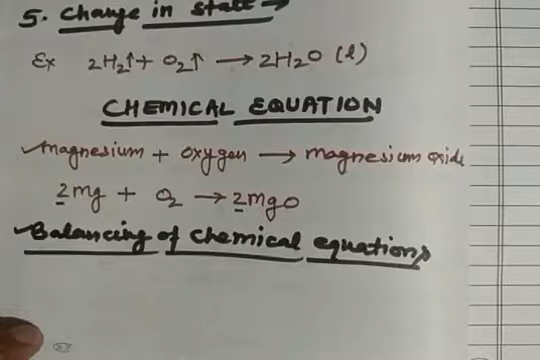 5. Change in state →
Ex 2H₂↑ + O₂↑ → 2H₂O (l)
CHEMICAL EQUATION
✓Magnesium + oxygen → magnesium oxide
2mg + O₂ → 2mgO
✓Balancing of chemical equations